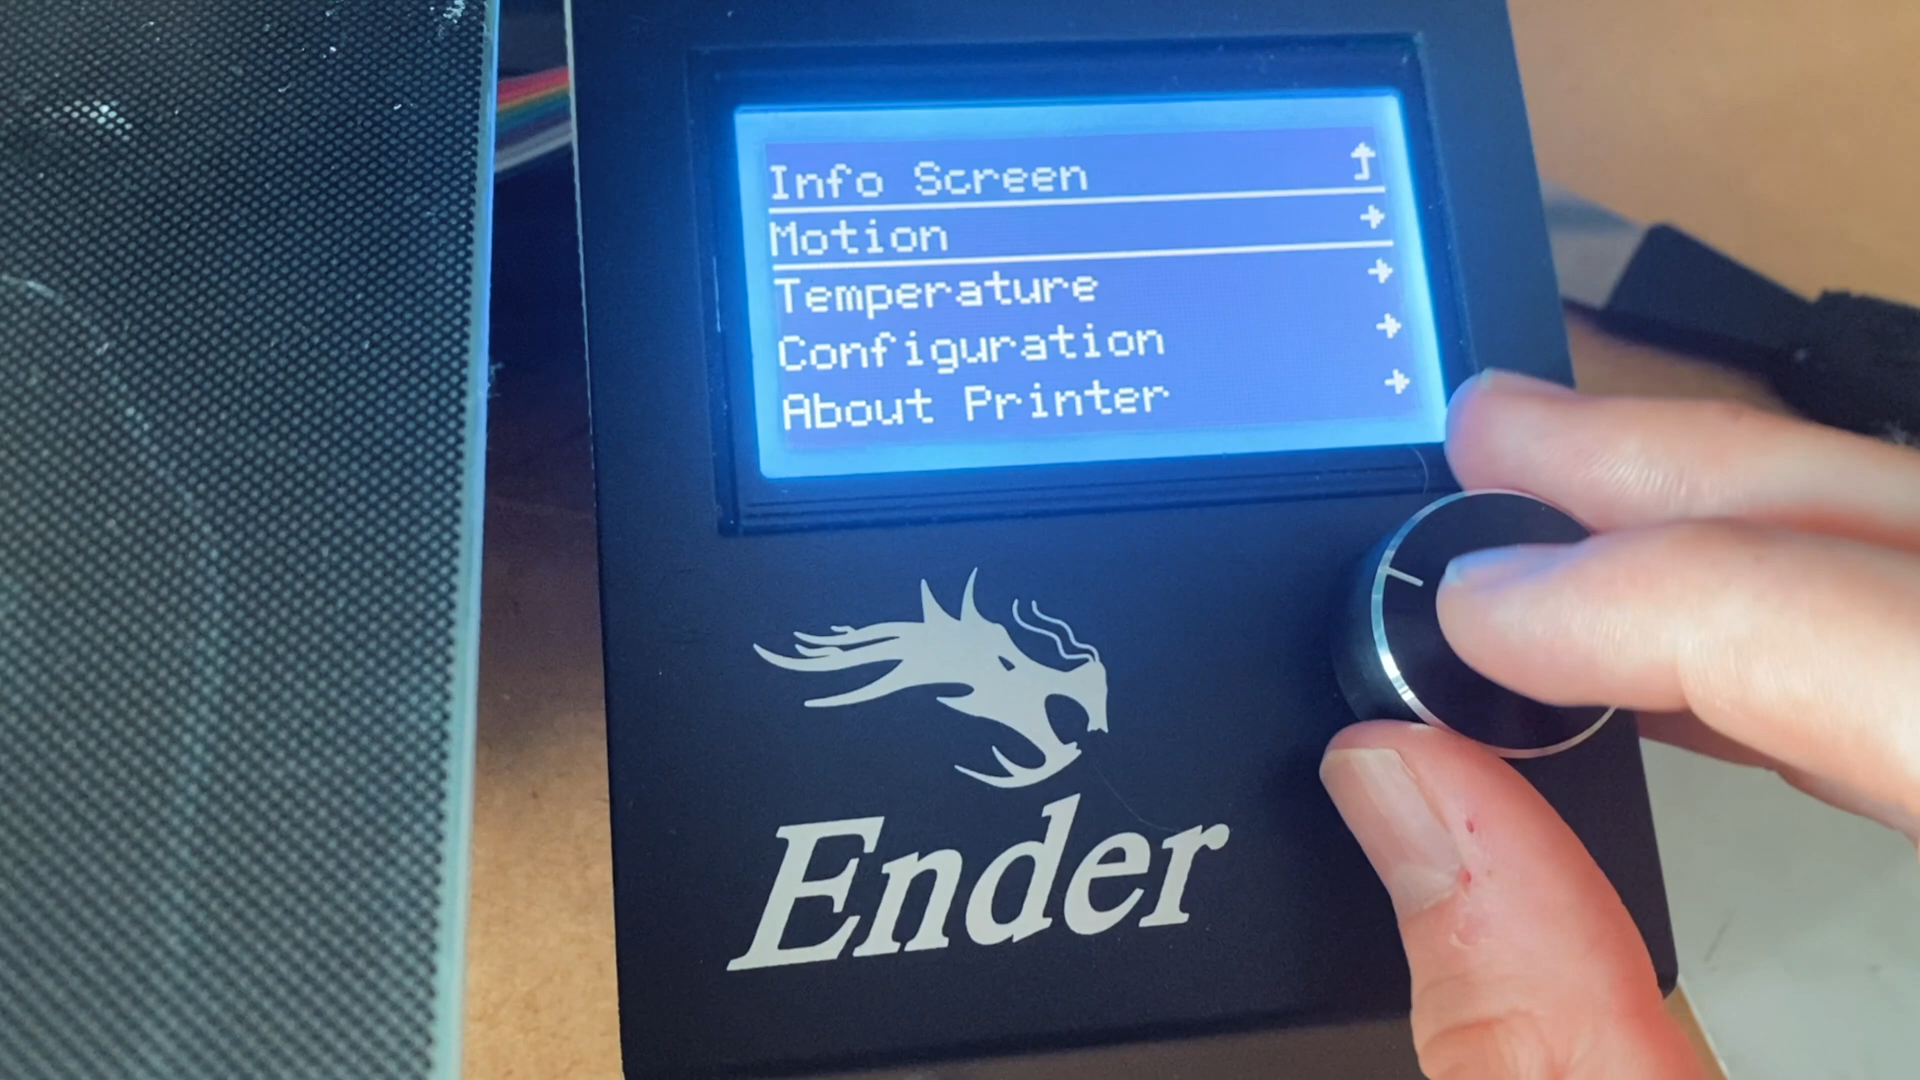 Info Screen
Motion
Temperature
Configuration
About Printer
Ender